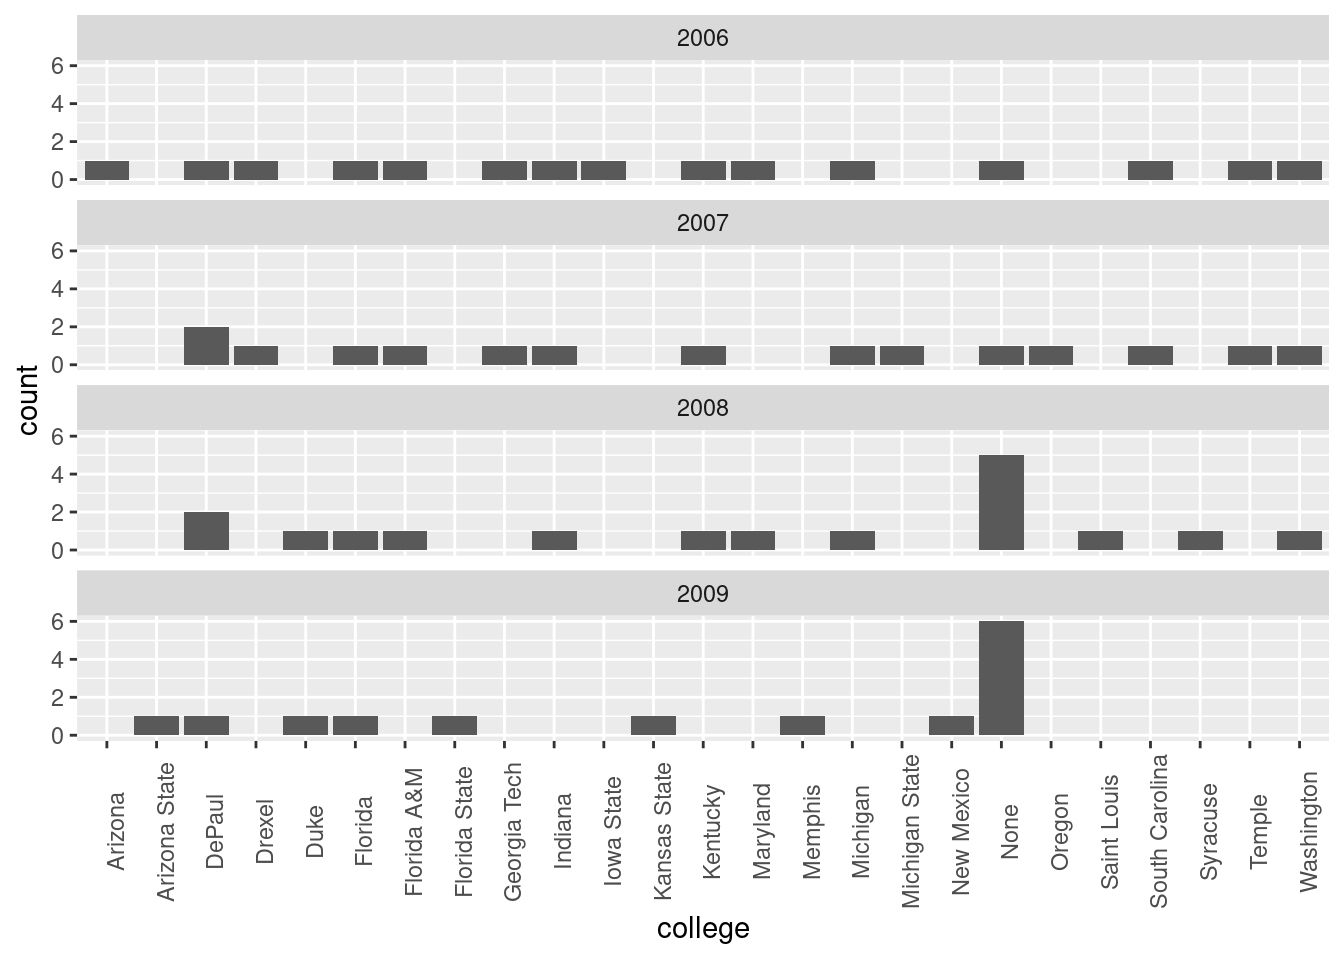 2006
6
4
2
0
2007
6
4
2
0
count
2008
6
4
2
0
2009
6
4
2
0
Arizona
Arizona State
DePaul
Drexel
Duke
Florida
Florida A&M
Florida State
Georgia Tech
Indiana
Iowa State
Kansas State
Kentucky
Maryland
Memphis
Michigan
Michigan State
New Mexico
None
Oregon
Saint Louis
South Carolina
Syracuse
Temple
Washington
college